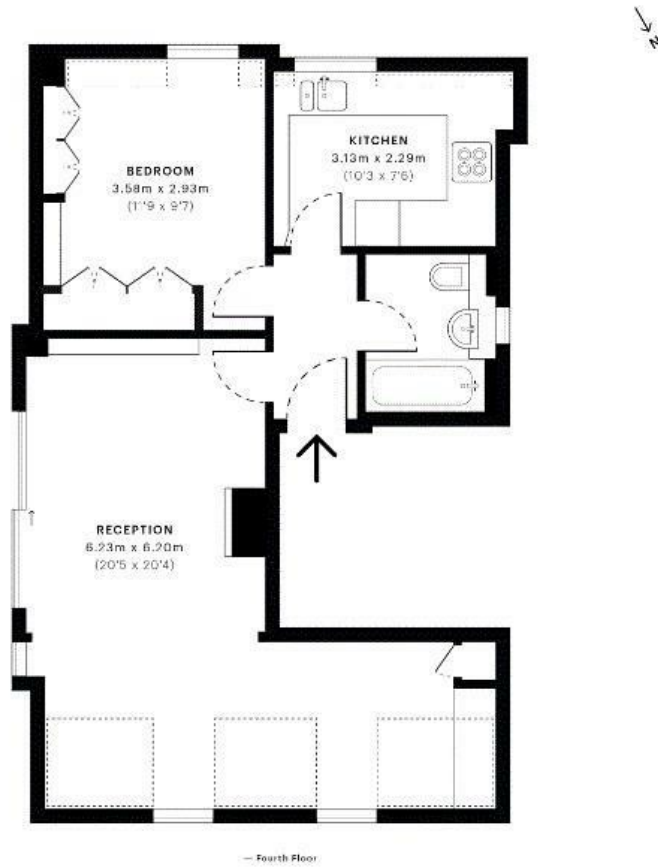 N
BEDROOM
3.58m x 2.93m
(11'9 x 9'7)
KITCHEN
3.13m x 2.29m
(10'3 x 7'6)
RECEPTION
6.23m x 6.20m
(20'5 x 20'4)
— Fourth Floor